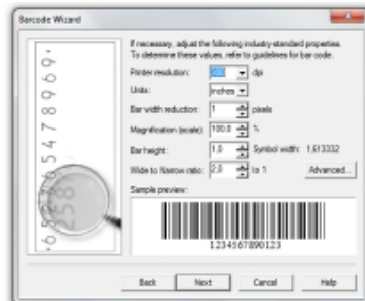 Barcode Wizard
If necessary, adjust the following industry-standard properties.
To determine these values, refer to guidelines for bar code.
Printer resolution: 300 dpi
Units: inches
Bar width reduction: 1 pixels
Magnification (scale): 100,0 %
Bar height: 1,0 Symbol width: 1,613332
Wide to Narrow ratio: 2,0 to 1 Advanced...
Sample preview:
1234567890123
Back Next Cancel Help